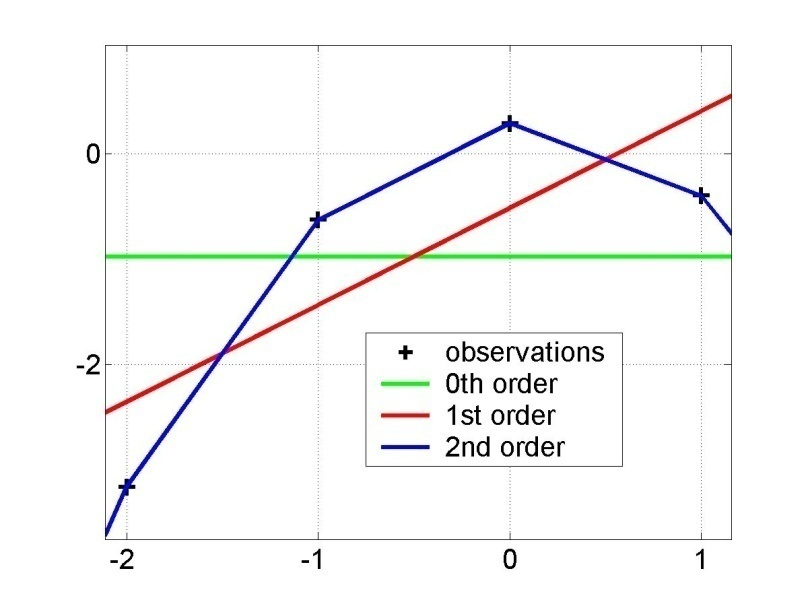 0
-2
observations
0th order
1st order
2nd order
-2 -1 0 1